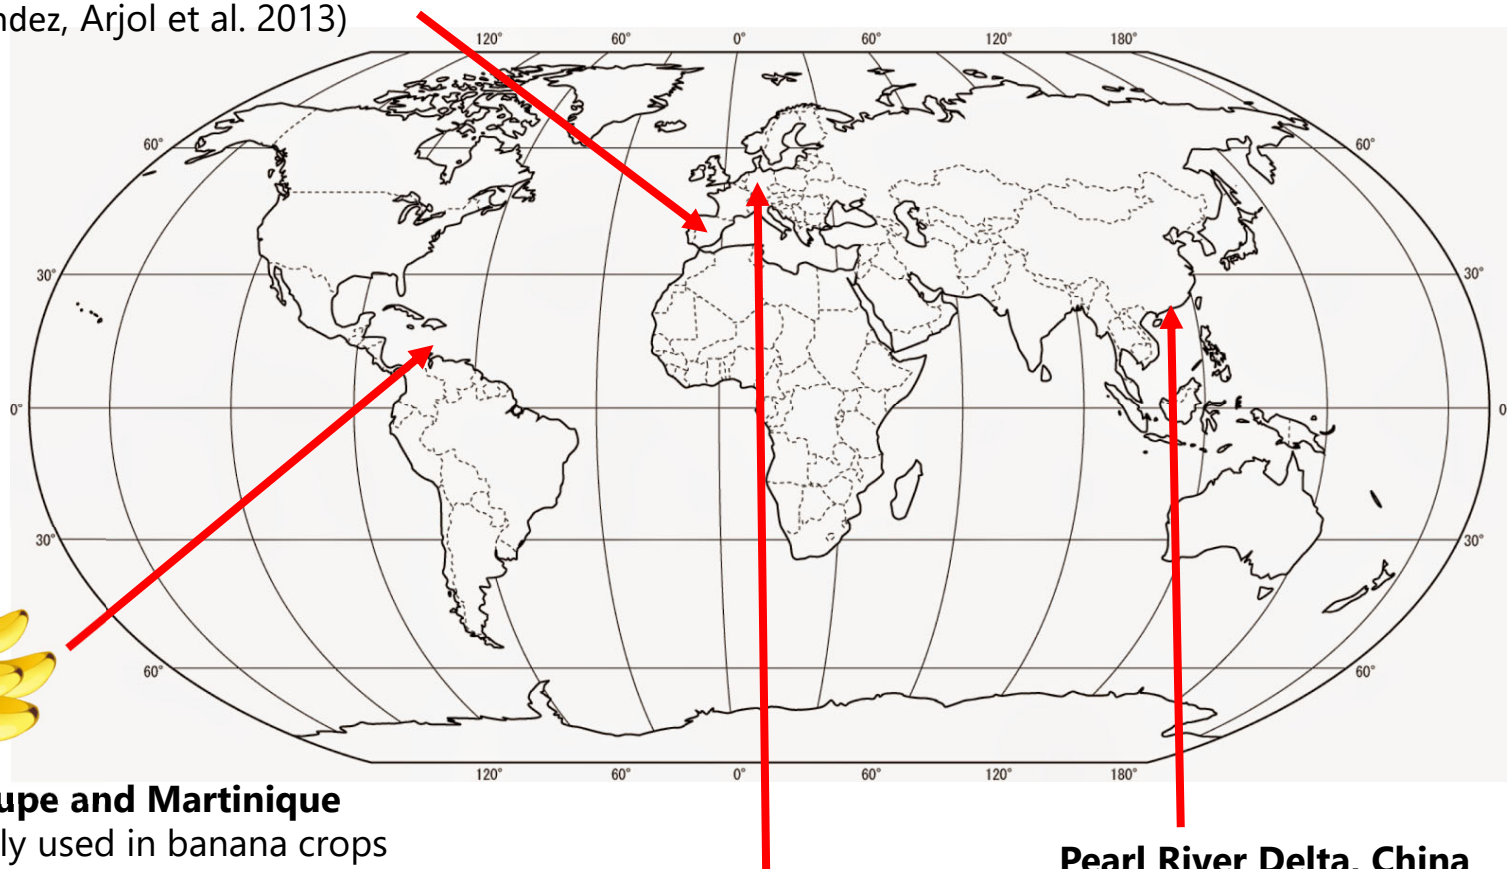 ndez, Arjol et al. 2013)
120° 60° 0° 60° 120° 180°
60° 60°
30° 30°
0° 0
30° 30°
60° 60°
120° 60° 0° 60° 120° 180°
upe and Martinique
ly used in banana crops
Pearl River Delta, China